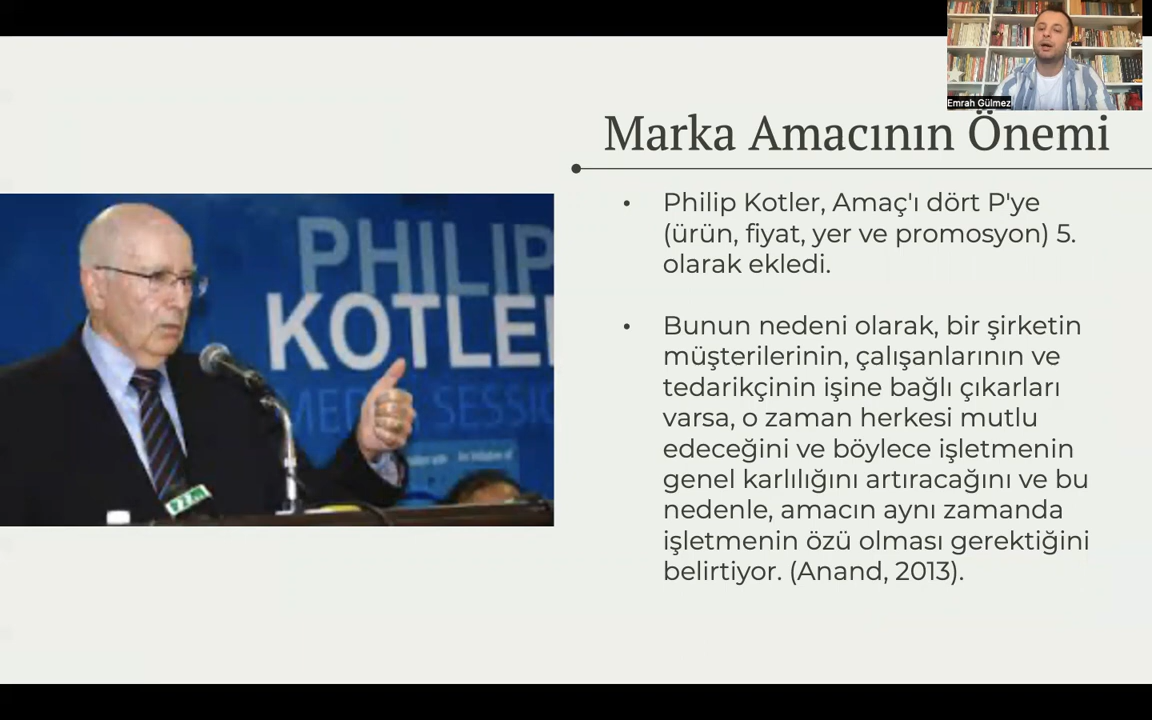 Emrah Gülmez
Marka Amacının Önemi
PHILIP
KOTLE
SESSI
• Philip Kotler, Amaç'ı dört P'ye
(ürün, fiyat, yer ve promosyon) 5.
olarak ekledi.
• Bunun nedeni olarak, bir şirketin
müşterilerinin, çalışanlarının ve
tedarikçinin işine bağlı çıkarları
varsa, o zaman herkesi mutlu
edeceğini ve böylece işletmenin
genel karlılığını artıracağını ve bu
nedenle, amacın aynı zamanda
işletmenin özü olması gerektiğini
belirtiyor. (Anand, 2013).